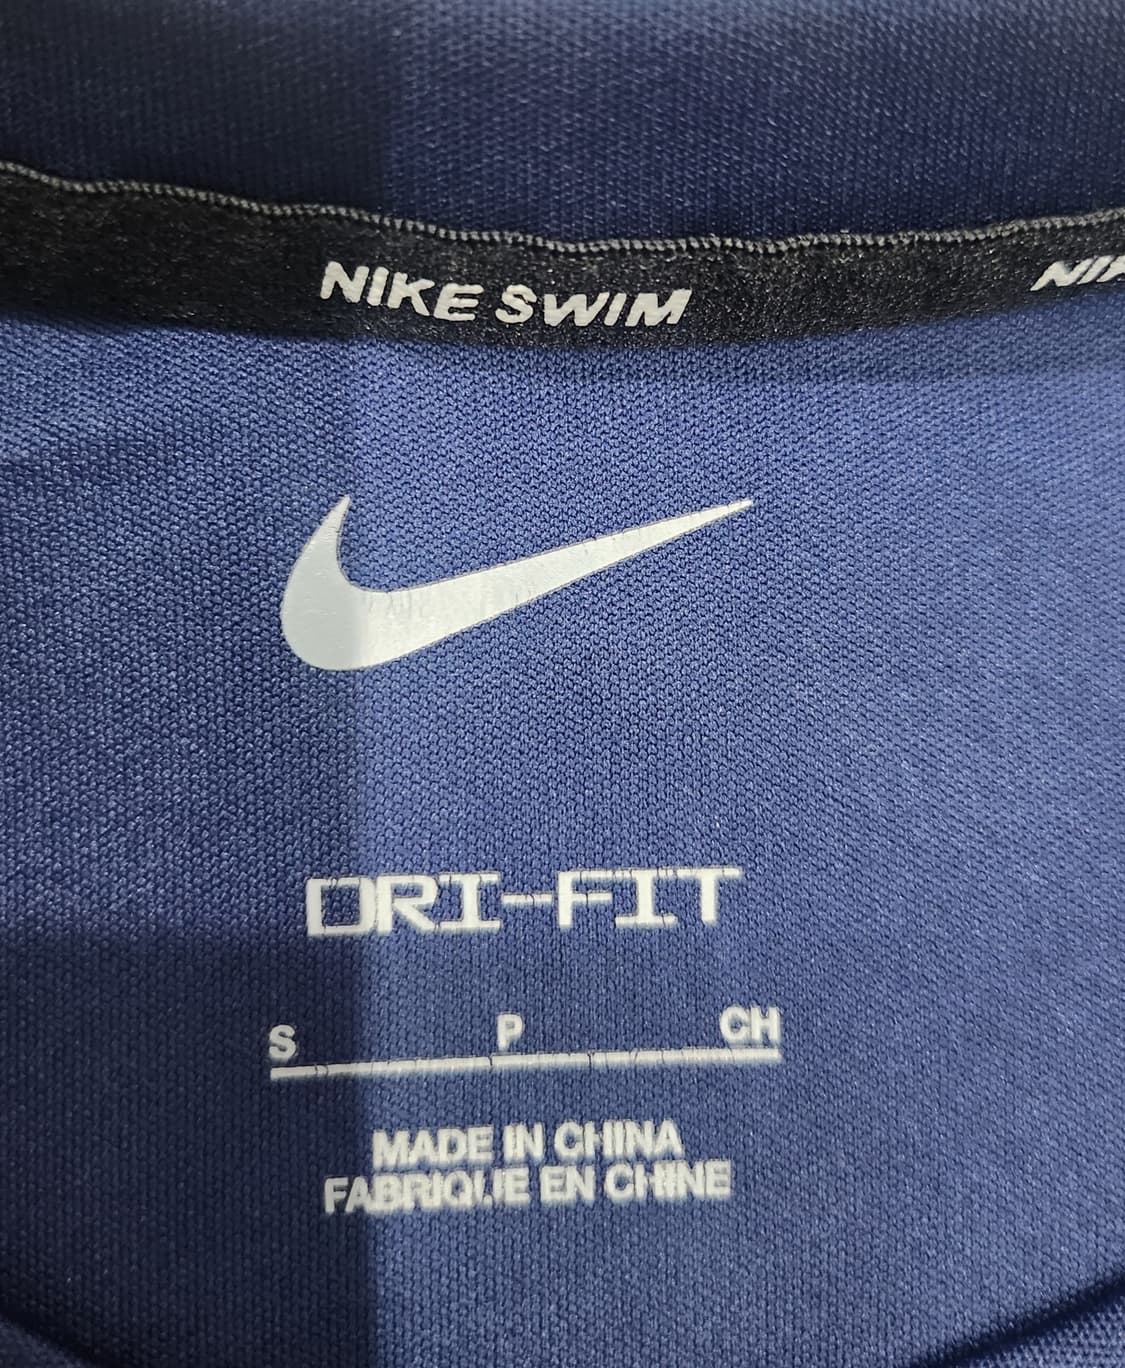 NIKE SWIM
DRI-FIT
S P CH
MADE IN CHINA
FABRIQUE EN CHINE